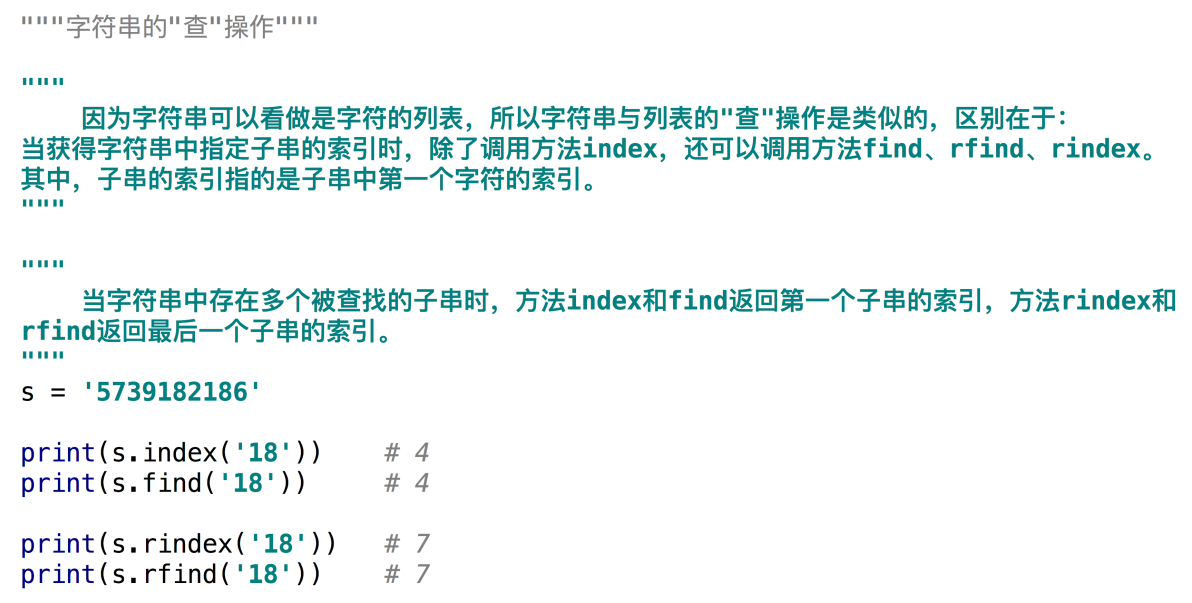 """字符串的"查"操作"""
"""
因为字符串可以看做是字符的列表，所以字符串与列表的"查"操作是类似的，区别在于：
当获得字符串中指定子串的索引时，除了调用方法index，还可以调用方法find、rfind、rindex。
其中，子串的索引指的是子串中第一个字符的索引。
"""
"""
当字符串中存在多个被查找的子串时，方法index和find返回第一个子串的索引，方法rindex和
rfind返回最后一个子串的索引。
"""
s = '5739182186'
print(s.index('18'))    # 4
print(s.find('18'))     # 4
print(s.rindex('18'))   # 7
print(s.rfind('18'))    # 7